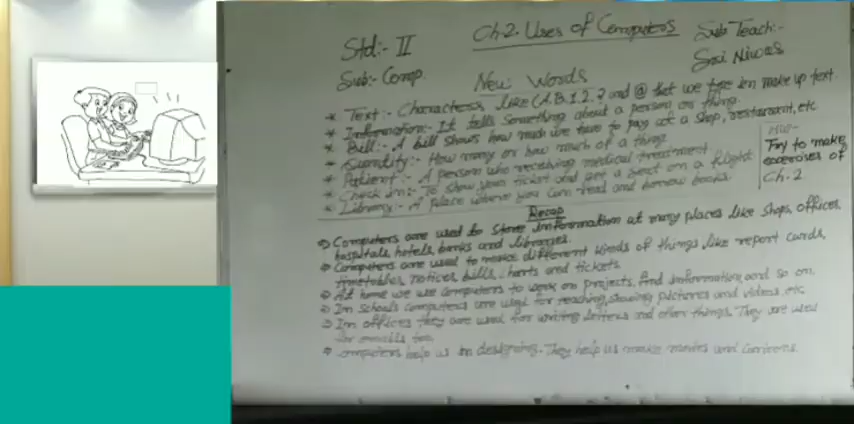 Std:- II
Ch-2. Uses of Computers
Sub Teach:-
Sri Niwas
Sub:- Comp.
New Words
* Text:- Characters like (A,B,1,2,? and @ that we type in make up text.
* Information:- It tells something about a person or thing.
* Bill:- A bill shows how much we have to pay at a shop, restaurant, etc
* Quantity:- How many or how much of a thing.
* Patient:- A person who receiving medical treatment
* Check in:- To show your ticket and get a seat on a flight
* Library:- A place where you can read and borrow books
Try to make
exercises of
Ch. 2
Recap
Computers are used to store information at many places like shops, offices,
hospitals, hotels, banks and libraries.
Computers are used to make different kinds of things like report cards,
timetables, notices, bills, charts and tickets
At home we use computers to work on projects, find information and so on.
In schools computers are used for teaching, showing pictures and videos, etc
In offices they are used for writing letters and other things. They are used
for emails too.
Computers help us in designing. They help us make movies and cartoons.